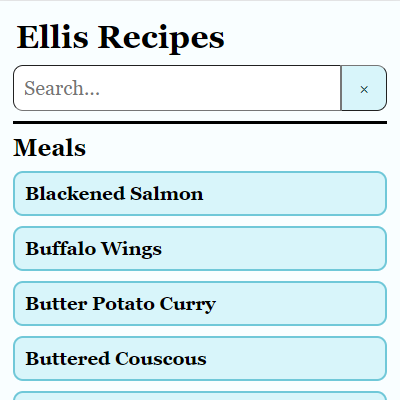 Ellis Recipes
Search...
×
Meals
Blackened Salmon
Buffalo Wings
Butter Potato Curry
Buttered Couscous